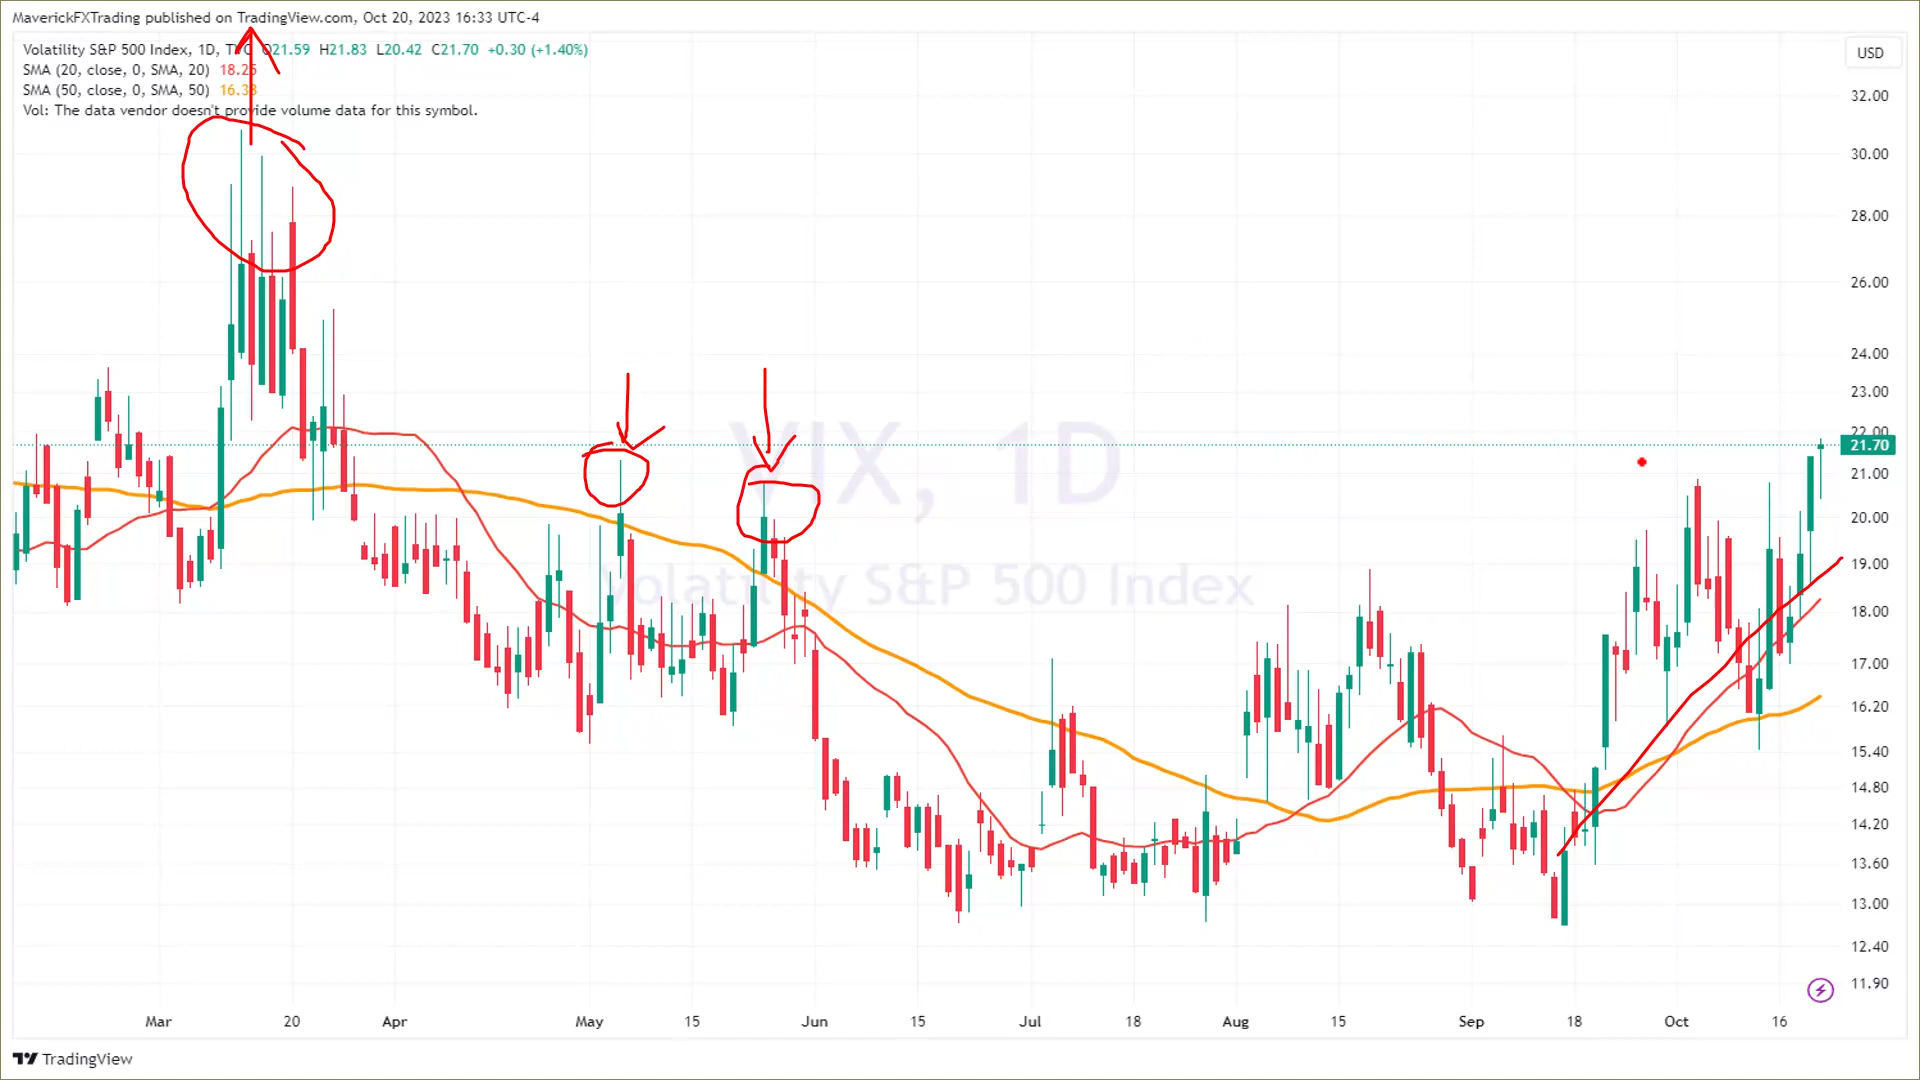 MaverickFXTrading published on TradingView.com, Oct 20, 2023 16:33 UTC-4
Volatility S&P 500 Index, 1D, TVC O21.59 H21.83 L20.42 C21.70 +0.30 (+1.40%)
SMA (20, close, 0, SMA, 20) 18.25
SMA (50, close, 0, SMA, 50) 16.38
Vol: The data vendor doesn't provide volume data for this symbol.
USD
32.00
30.00
28.00
26.00
24.00
23.00
22.00
21.70
21.00
20.00
19.00
18.00
17.00
16.20
15.40
14.80
14.20
13.60
13.00
12.40
11.90
VIX, 1D
Volatility S&P 500 Index
Mar 20 Apr May 15 Jun 15 Jul 18 Aug 15 Sep 18 Oct 16
TradingView